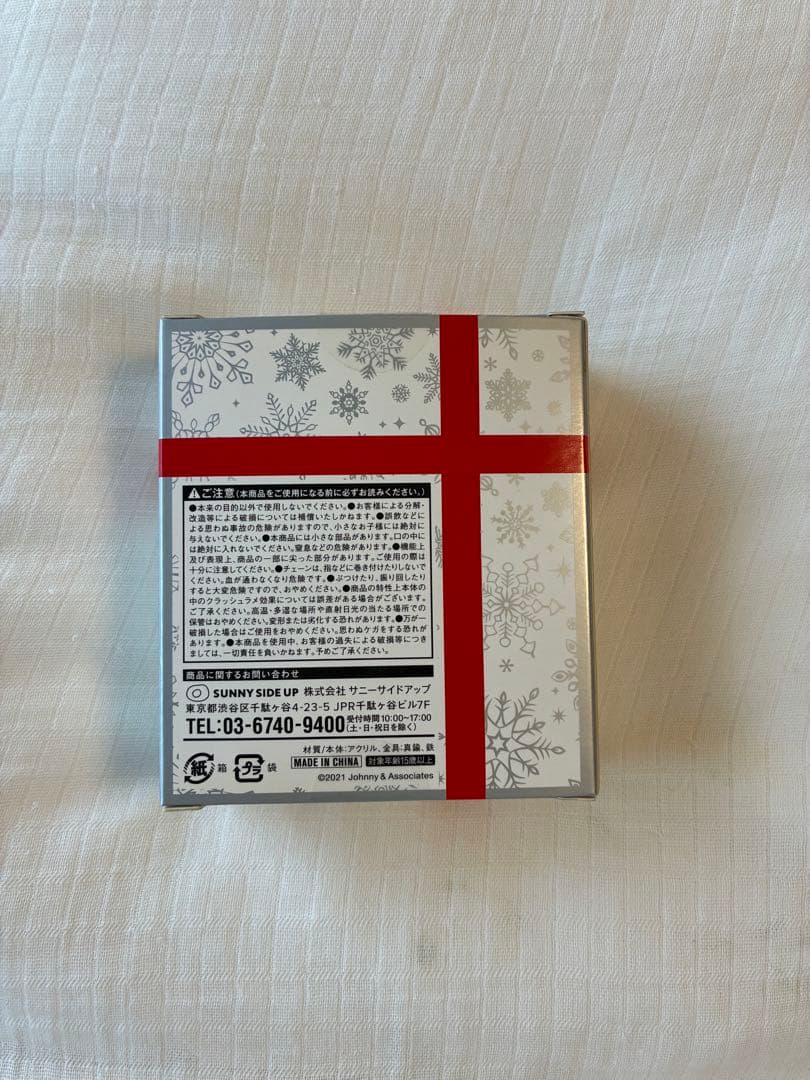 ⚠ご注意(本商品をご使用になる前に必ずお読みください。)
●本来の目的以外で使用しないでください。●お客様による分解・
改造等による破損については補償いたしかねます。●誤飲などに
よる思わぬ事故の危険がありますので、小さなお子様には絶対に
与えないでください。●本商品には小さな部品があります。口の中に
は絶対に入れないでください。窒息などの危険があります。●機能上
及び表現上、商品の一部に尖った部分があります。ご使用の際は
十分に注意してください。●チェーンは、指などに巻き付けたりしないで
ください。血が通わなくなり危険です。●ぶつけたり、振り回したり
すると大変危険ですので、おやめください。●商品の特性上本体の
中のクラッシュラメ効果については誤差がある場合がございます。
ご了承ください。高温・多湿な場所や直射日光の当たる場所での
保管はおやめください。変形または劣化する恐れがあります。●万が一
破損した場合はご使用をおやめください。思わぬケガをする恐れが
あります。●本商品を使用中、お客様の過失による破損等につき
ましては、一切責任を負いかねます。予めご了承ください。
商品に関するお問い合わせ
SUNNY SIDE UP 株式会社 サニーサイドアップ
東京都渋谷区千駄ヶ谷4-23-5 JPR千駄ヶ谷ビル7F
TEL:03-6740-9400 受付時間10:00~17:00
(土・日・祝日を除く)
材質/本体:アクリル、金具:真鍮、鉄
紙 箱 プラ 袋 MADE IN CHINA 対象年齢15歳以上
©2021 Johnny & Associates